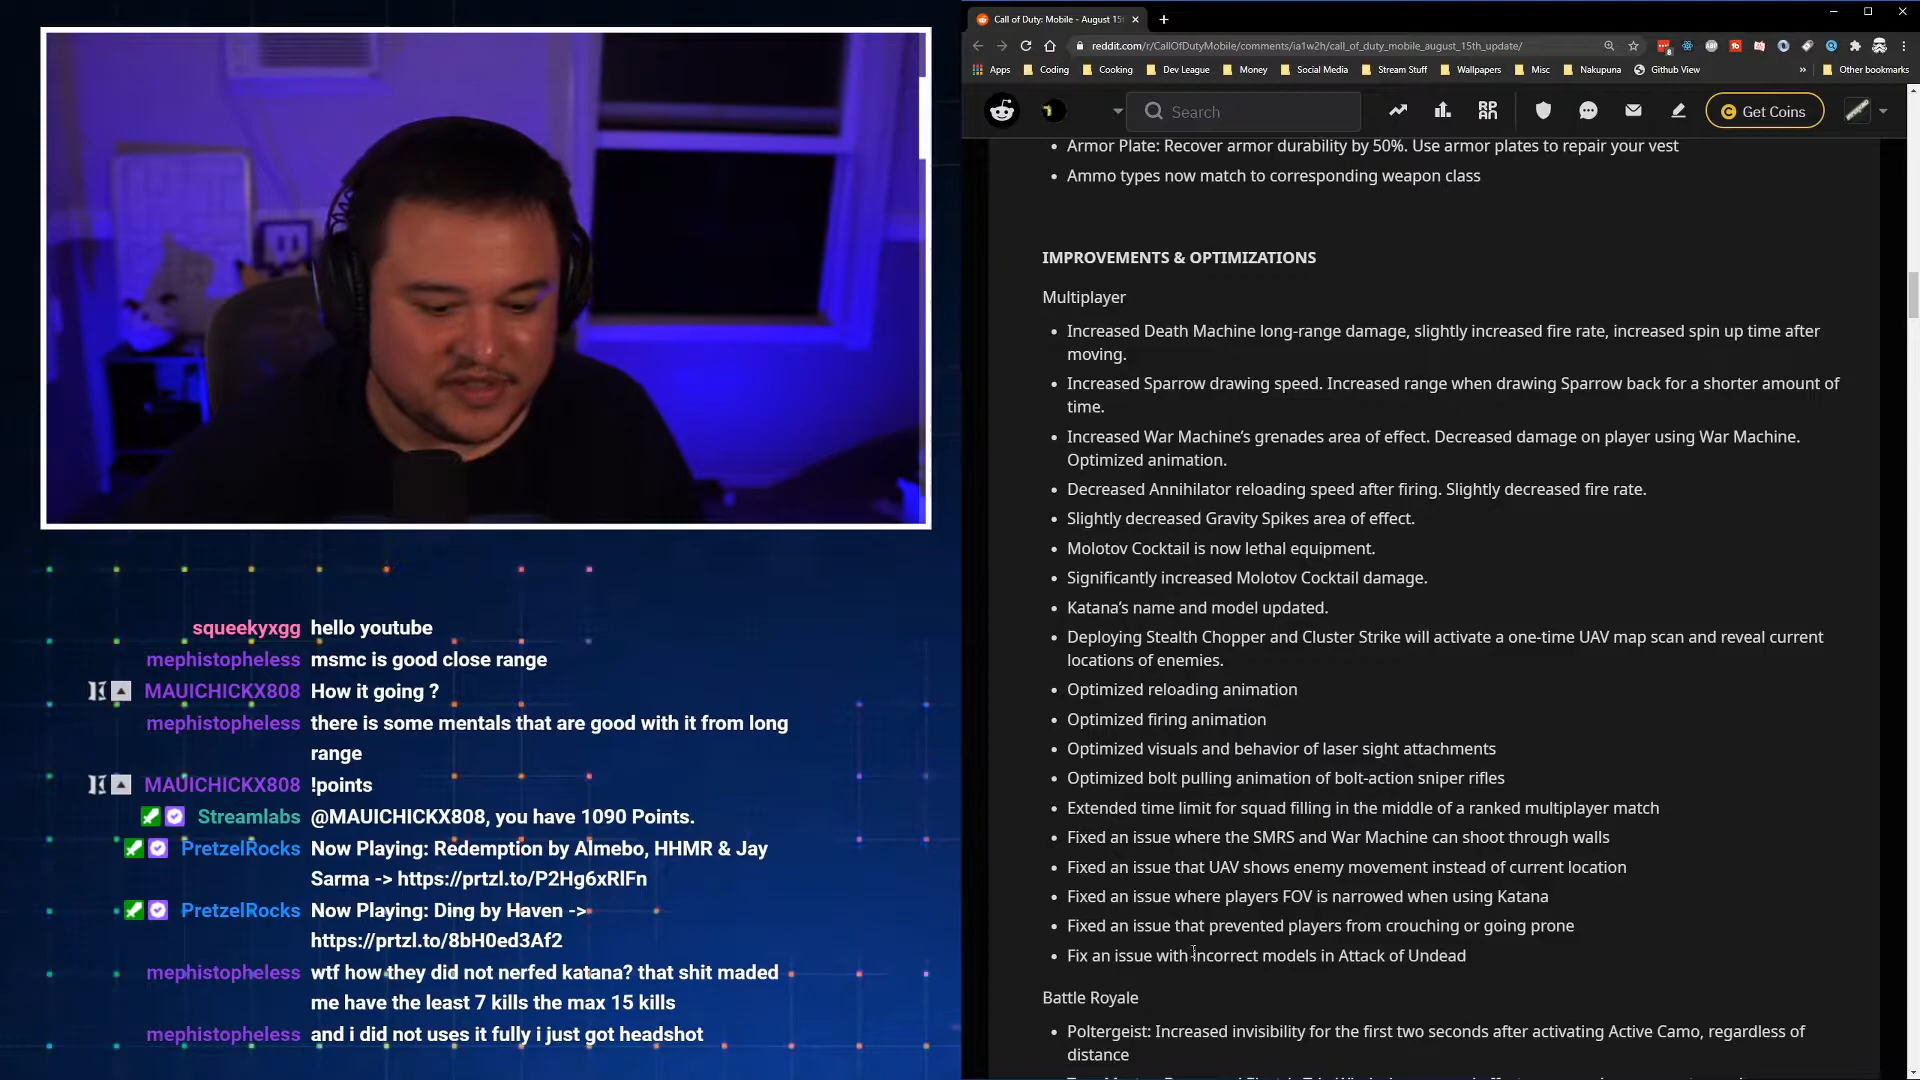 squeekyxgg hello youtube
mephistopheless msmc is good close range
MAUICHICKX808 How it going ?
mephistopheless there is some mentals that are good with it from long
range
MAUICHICKX808 !points
Streamlabs @MAUICHICKX808, you have 1090 Points.
PretzelRocks Now Playing: Redemption by Almebo, HHMR & Jay
Sarma -> https://prtzl.to/P2Hg6xRlFn
PretzelRocks Now Playing: Ding by Haven ->
https://prtzl.to/8bH0ed3Af2
mephistopheless wtf how they did not nerfed katana? that shit maded
me have the least 7 kills the max 15 kills
mephistopheless and i did not uses it fully i just got headshot
Call of Duty: Mobile - August 15
reddit.com/r/CallOfDutyMobile/comments/ia1w2h/call_of_duty_mobile_august_15th_update/
Apps Coding Cooking Dev League Money Social Media Stream Stuff Wallpapers Misc Nakupuna Github View » Other bookmarks
Search Get Coins
• Armor Plate: Recover armor durability by 50%. Use armor plates to repair your vest
• Ammo types now match to corresponding weapon class
IMPROVEMENTS & OPTIMIZATIONS
Multiplayer
• Increased Death Machine long-range damage, slightly increased fire rate, increased spin up time after
moving.
• Increased Sparrow drawing speed. Increased range when drawing Sparrow back for a shorter amount of
time.
• Increased War Machine’s grenades area of effect. Decreased damage on player using War Machine.
Optimized animation.
• Decreased Annihilator reloading speed after firing. Slightly decreased fire rate.
• Slightly decreased Gravity Spikes area of effect.
• Molotov Cocktail is now lethal equipment.
• Significantly increased Molotov Cocktail damage.
• Katana’s name and model updated.
• Deploying Stealth Chopper and Cluster Strike will activate a one-time UAV map scan and reveal current
locations of enemies.
• Optimized reloading animation
• Optimized firing animation
• Optimized visuals and behavior of laser sight attachments
• Optimized bolt pulling animation of bolt-action sniper rifles
• Extended time limit for squad filling in the middle of a ranked multiplayer match
• Fixed an issue where the SMRS and War Machine can shoot through walls
• Fixed an issue that UAV shows enemy movement instead of current location
• Fixed an issue where players FOV is narrowed when using Katana
• Fixed an issue that prevented players from crouching or going prone
• Fix an issue with incorrect models in Attack of Undead
Battle Royale
• Poltergeist: Increased invisibility for the first two seconds after activating Active Camo, regardless of
distance